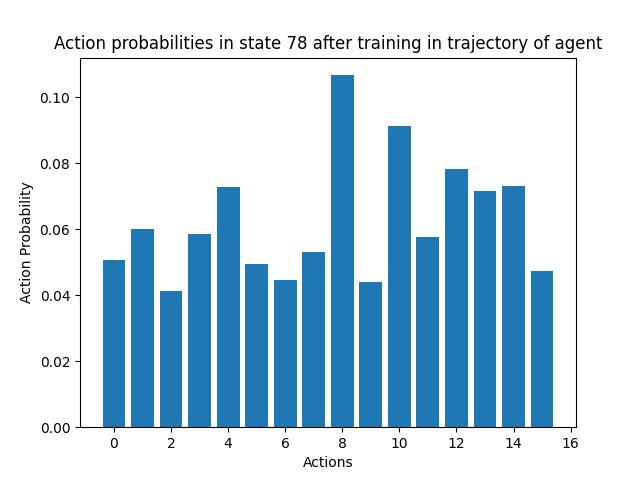 Action probabilities in state 78 after training in trajectory of agent
Action Probability
0.10
0.08
0.06
0.04
0.02
0.00
0 2 4 6 8 10 12 14 16
Actions